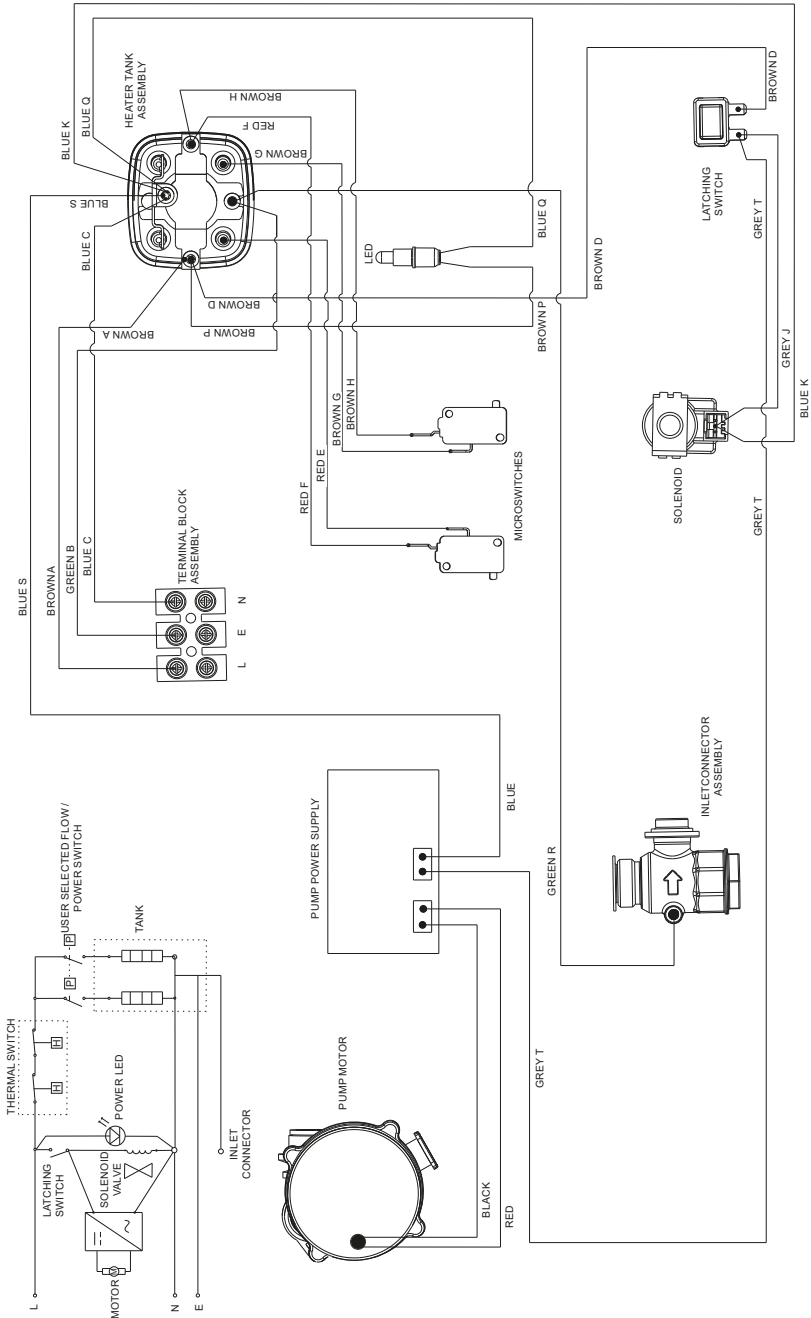 L
MOTOR
M
N
E
LATCHING
SWITCH
SOLENOID
VALVE
POWER LED
THERMAL SWITCH
H
H
INLET
CONNECTOR
P
P
USER SELECTED FLOW /
POWER SWITCH
TANK
PUMP MOTOR
BLACK
RED
GREY T
PUMP POWER SUPPLY
BLUE
GREEN R
INLET CONNECTOR
ASSEMBLY
BLUE S
BROWN A
GREEN B
BLUE C
TERMINAL BLOCK
ASSEMBLY
L
E
N
RED F
RED E
BROWN G
BROWN H
MICROSWITCHES
SOLENOID
GREY T
GREY J
BLUE K
BROWN A
BROWN P
BROWN D
BLUE C
BLUE S
BLUE K
BLUE Q
HEATER TANK
ASSEMBLY
BROWN H
RED F
BROWN G
LED
BROWN P
BLUE Q
BROWN D
LATCHING
SWITCH
GREY T
BROWN D